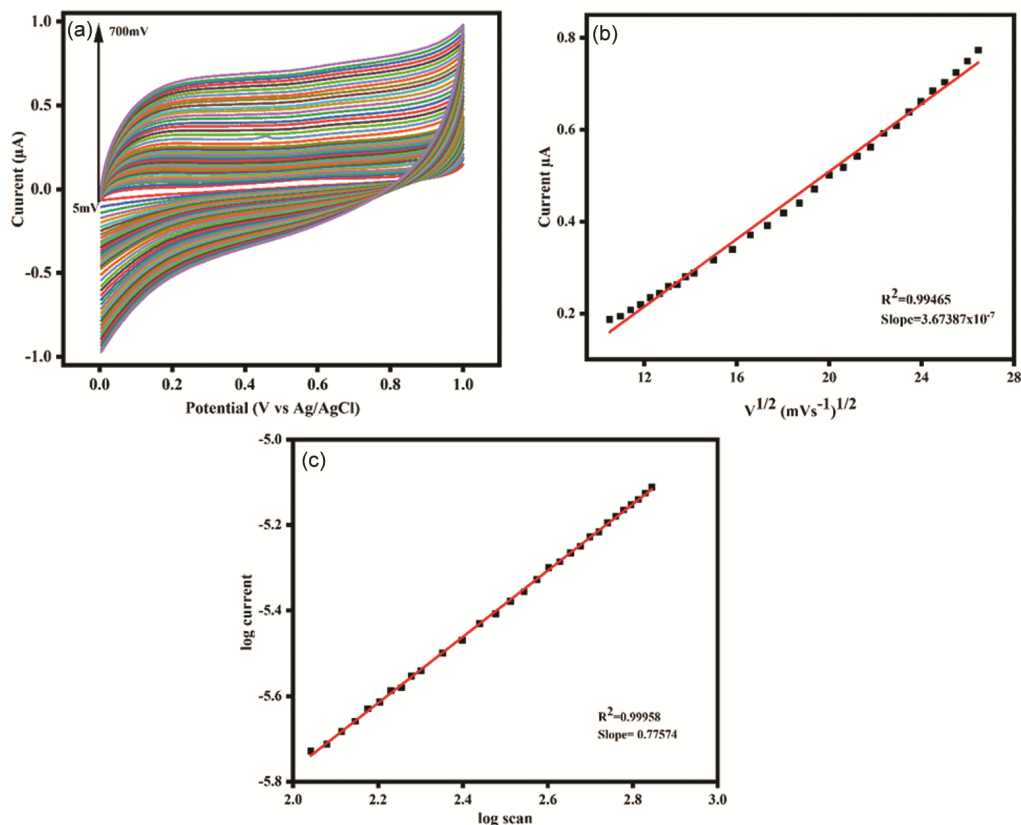 (a)
700mV
5mV
1.0
0.5
0.0
-0.5
-1.0
Cuurent (µA)
0.0 0.2 0.4 0.6 0.8 1.0
Potential (V vs Ag/AgCl)
(b)
0.8
0.6
0.4
0.2
Current µA
R²=0.99465
Slope=3.67387x10⁻⁷
12 16 20 24 28
V¹/² (mVs⁻¹)¹/²
(c)
-5.0
-5.2
-5.4
-5.6
-5.8
log current
R²=0.99958
Slope= 0.77574
2.0 2.2 2.4 2.6 2.8 3.0
log scan